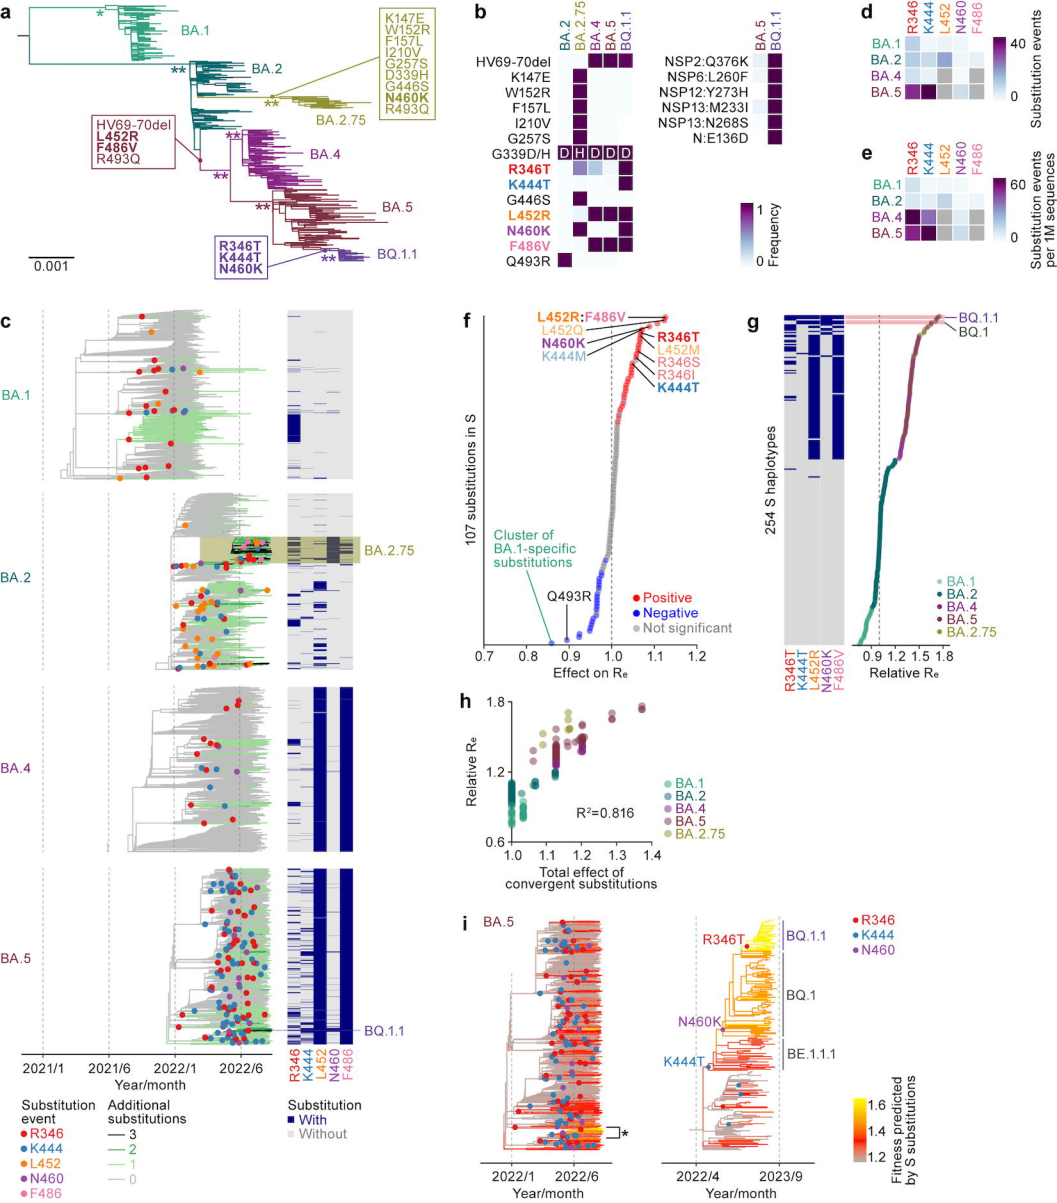 a
BA.1
*
**
BA.2
K147E
W152R
F157L
I210V
G257S
D339H
G446S
N460K
R493Q
**
BA.2.75
HV69-70del
L452R
F486V
R493Q
**
BA.4
**
**
BA.5
R346T
K444T
N460K
**
BQ.1.1
0.001
b
BA.2
BA.2.75
BA.4
BA.5
BQ.1.1
HV69-70del
K147E
W152R
F157L
I210V
G257S
G339D/H
D H D D D
R346T
K444T
G446S
L452R
N460K
F486V
Q493R
BA.5
BQ.1.1
NSP2:Q376K
NSP6:L260F
NSP12:Y273H
NSP13:M233I
NSP13:N268S
N:E136D
1
0
Frequency
d
R346
K444
L452
N460
F486
BA.1
BA.2
BA.4
BA.5
40
0
Substitution events
e
R346
K444
L452
N460
F486
BA.1
BA.2
BA.4
BA.5
60
0
Substitution events
per 1M sequences
c
BA.1
BA.2
BA.2.75
BA.4
BA.5
BQ.1.1
2021/1 2021/6 2022/1 2022/6
Year/month
R346
K444
L452
N460
F486
Substitution
event
R346
K444
L452
N460
F486
Additional
substitutions
3
2
1
0
Substitution
With
Without
f
107 substitutions in S
L452R:F486V
L452Q
N460K
K444M
R346T
L452M
R346S
R346I
K444T
Cluster of
BA.1-specific
substitutions
Q493R
Positive
Negative
Not significant
0.7 0.8 0.9 1.0 1.1 1.2
Effect on Re
g
254 S haplotypes
BQ.1.1
BQ.1
BA.1
BA.2
BA.4
BA.5
BA.2.75
R346T
K444T
L452R
N460K
F486V
0.9 1.2 1.5 1.8
Relative Re
h
Relative Re
1.8
1.2
0.6
R2=0.816
BA.1
BA.2
BA.4
BA.5
BA.2.75
1.0 1.1 1.2 1.3 1.4
Total effect of
convergent substitutions
i
BA.5
*
2022/1 2022/6
Year/month
R346T
N460K
K444T
BQ.1.1
BQ.1
BE.1.1.1
2022/4 2023/9
Year/month
R346
K444
N460
1.6
1.4
1.2
Fitness predicted
by S substitutions